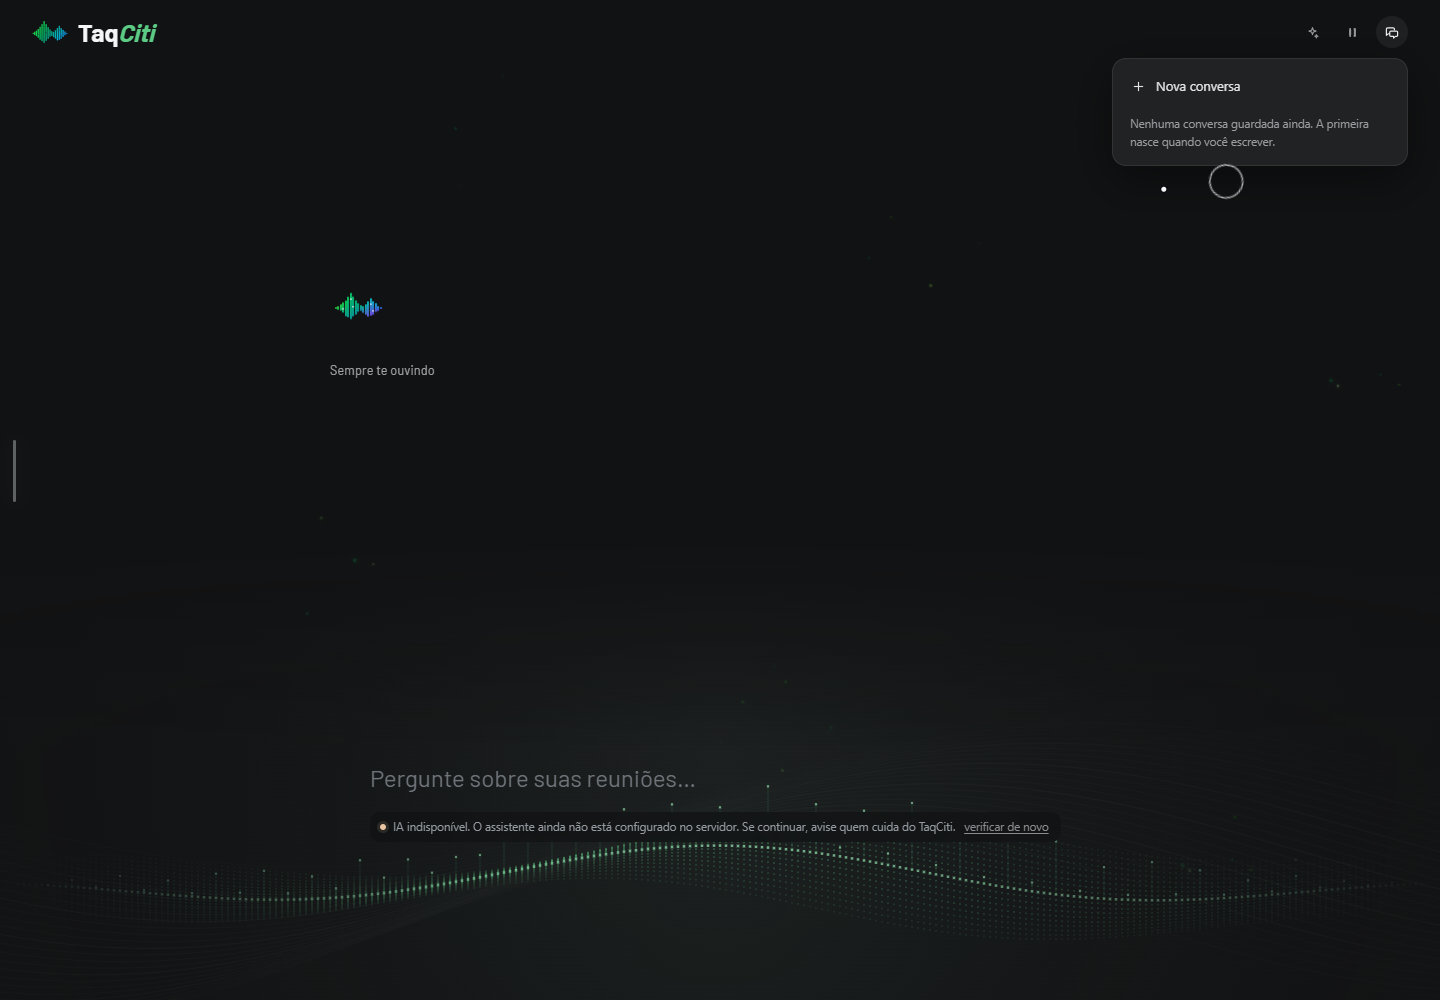 TaqCiti
Nova conversa
Nenhuma conversa guardada ainda. A primeira
nasce quando você escrever.
Sempre te ouvindo
Pergunte sobre suas reuniões...
IA indisponível. O assistente ainda não está configurado no servidor. Se continuar, avise quem cuida do TaqCiti. verificar de novo